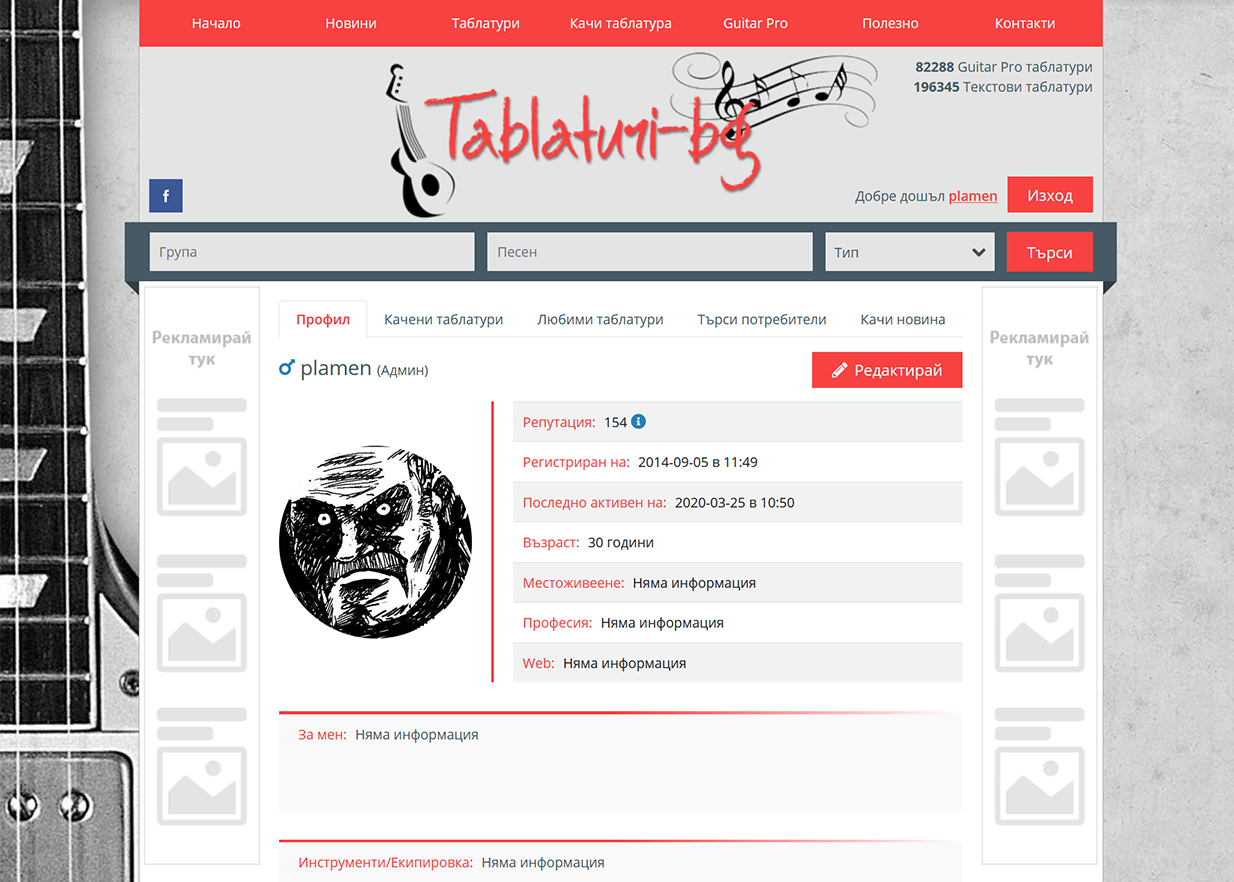 Начало Новини Таблатури Качи таблатура Guitar Pro Полезно Контакти
82288 Guitar Pro таблатури
196345 Текстови таблатури
Tablaturi-bg
f
Добре дошъл plamen Изход
Група Песен Тип Търси
Рекламирай
тук
Профил Качени таблатури Любими таблатури Търси потребители Качи новина
Рекламирай
тук
plamen (Админ) Редактирай
Репутация: 154
Регистриран на: 2014-09-05 в 11:49
Последно активен на: 2020-03-25 в 10:50
Възраст: 30 години
Местоживеене: Няма информация
Професия: Няма информация
Web: Няма информация
За мен: Няма информация
Инструменти/Екипировка: Няма информация